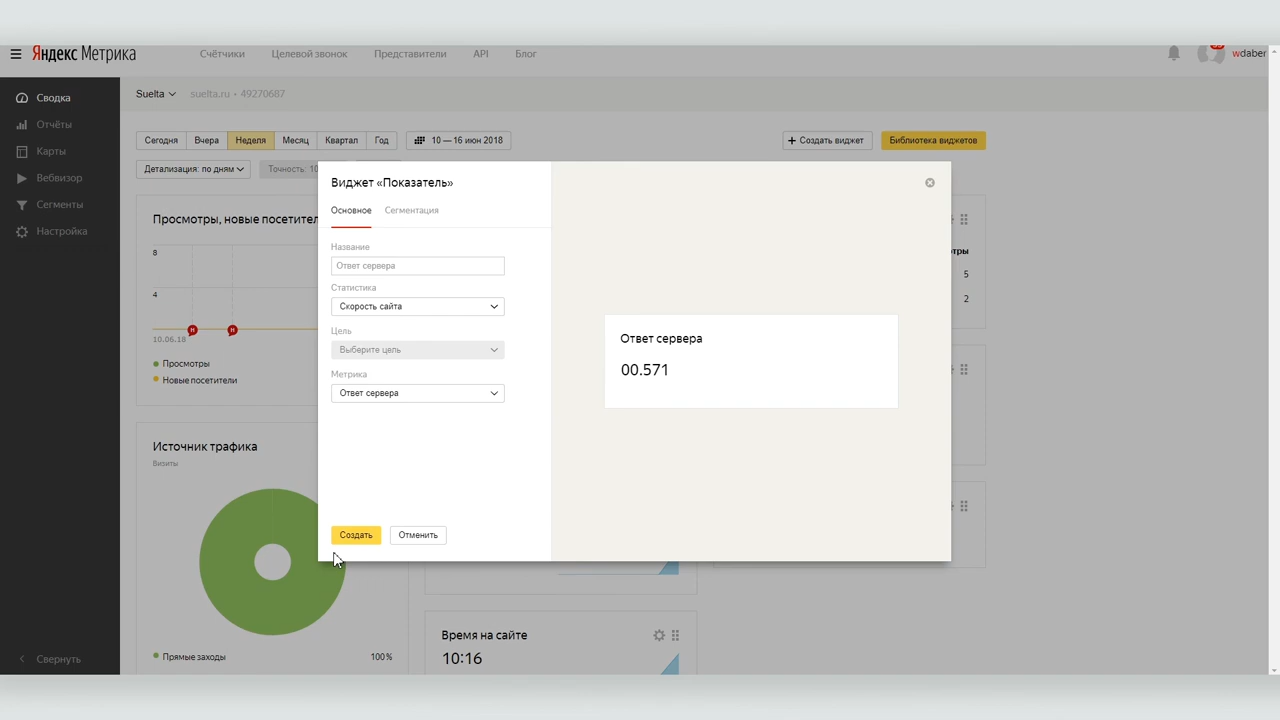 Яндекс Метрика
Счётчики Целевой звонок Представители API Блог
wdaber
Сводка
Отчёты
Карты
Вебвизор
Сегменты
Настройка
Свернуть
Suelta suelta.ru • 49270687
Сегодня Вчера Неделя Месяц Квартал Год 10 — 16 июн 2018
+ Создать виджет Библиотека виджетов
Детализация: по дням Точность: 10
Просмотры, новые посетител
8
4
10.06.18
Просмотры
Новые посетители
Источник трафика
Визиты
Прямые заходы 100%
Виджет «Показатель»
Основное Сегментация
Название
Ответ сервера
Статистика
Скорость сайта
Цель
Выберите цель
Метрика
Ответ сервера
Создать Отменить
Ответ сервера
00.571
тры
5
2
Время на сайте
10:16